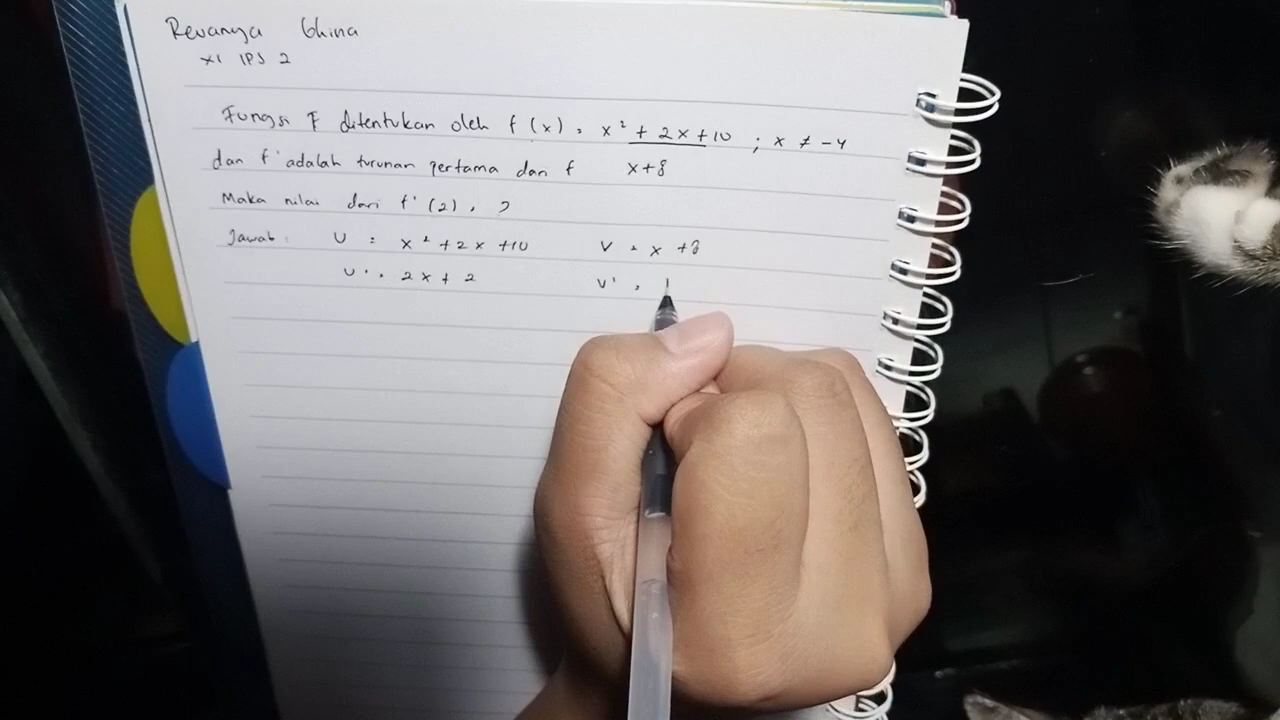 Revanya Ghina
XI IPS 2
Fungsi F ditentukan oleh f(x) = x² + 2x + 10 ; x ≠ -4
dan f' adalah turunan pertama dari f x+8
Maka nilai dari f'(2) = ?
Jawab : U = x² + 2x + 10 V = x + 8
U' = 2x + 2 V' = 1